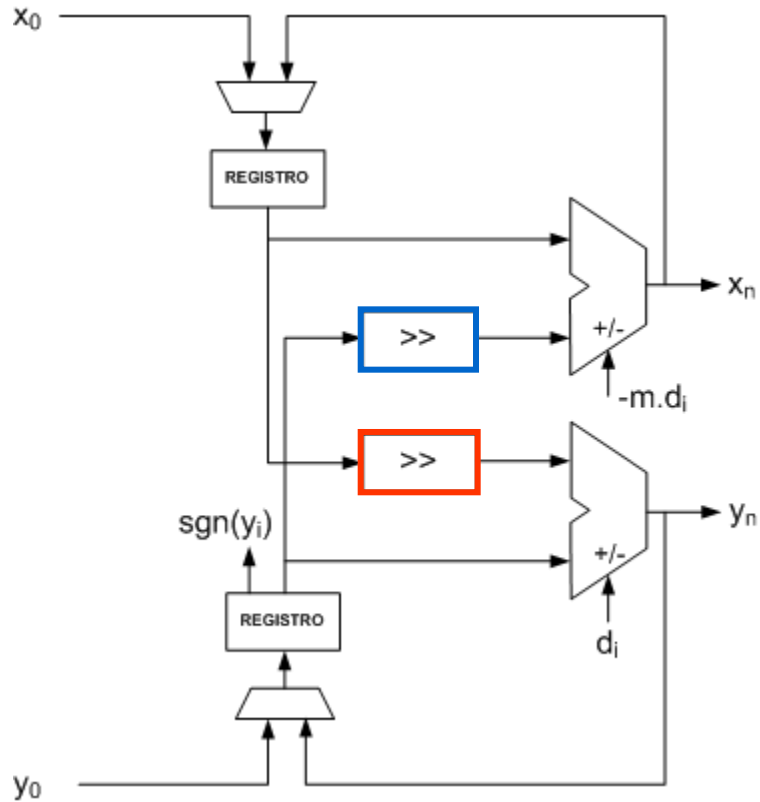 x₀
REGISTRO
>>
+/-
xₙ
-m.dᵢ
>>
sgn(yᵢ)
yₙ
+/-
REGISTRO
dᵢ
y₀